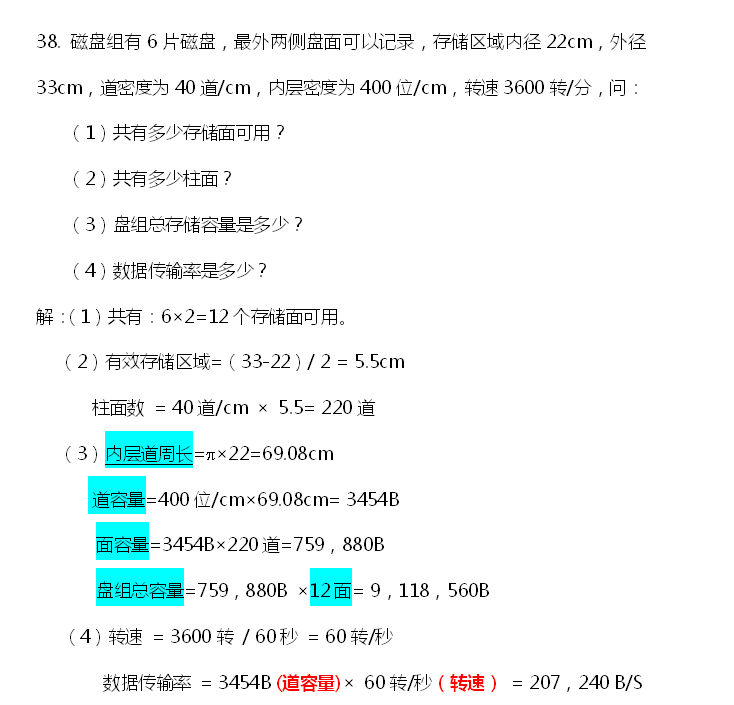 38. 磁盘组有 6 片磁盘，最外两侧盘面可以记录，存储区域内径 22cm，外径
33cm，道密度为 40 道/cm，内层密度为 400 位/cm，转速 3600 转/分，问：
（1）共有多少存储面可用？
（2）共有多少柱面？
（3）盘组总存储容量是多少？
（4）数据传输率是多少？
解：（1）共有：6×2=12 个存储面可用。
（2）有效存储区域=（33-22）/ 2 = 5.5cm
柱面数 = 40 道/cm × 5.5= 220 道
（3）内层道周长=π×22=69.08cm
道容量=400 位/cm×69.08cm= 3454B
面容量=3454B×220 道=759，880B
盘组总容量=759，880B ×12 面= 9，118，560B
（4）转速 = 3600 转 / 60 秒 = 60 转/秒
数据传输率 = 3454B (道容量)× 60 转/秒（转速） = 207，240 B/S